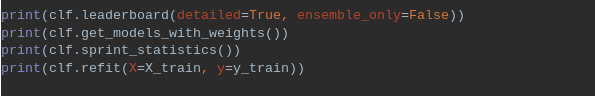 print(clf.leaderboard(detailed=True, ensemble_only=False))
print(clf.get_models_with_weights())
print(clf.sprint_statistics())
print(clf.refit(X=X_train, y=y_train))